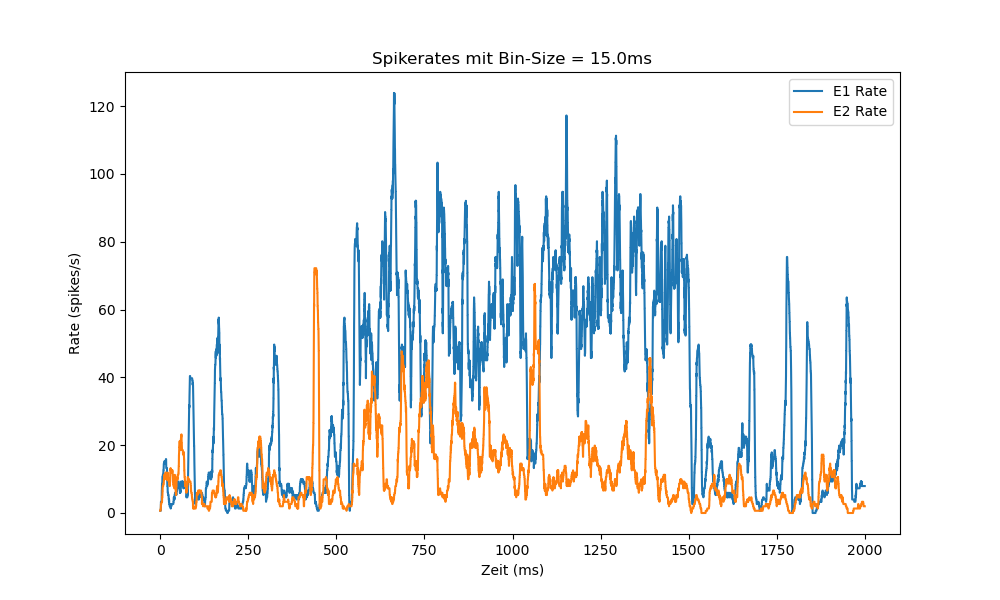 Spikerates mit Bin-Size = 15.0ms
E1 Rate
E2 Rate
Rate (spikes/s)
120
100
80
60
40
20
0
0 250 500 750 1000 1250 1500 1750 2000
Zeit (ms)